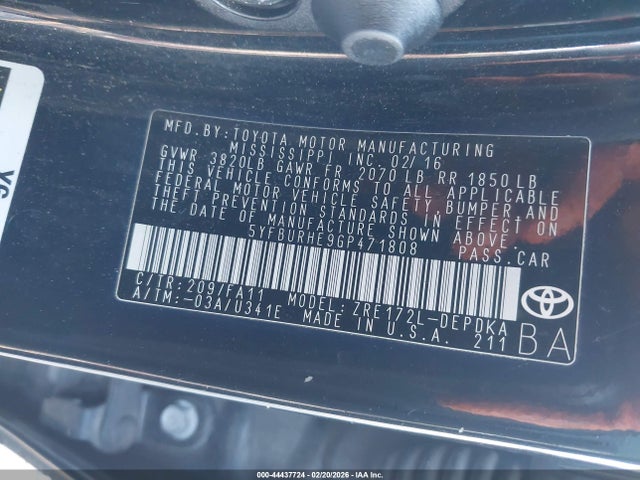 MFD.BY:TOYOTA MOTOR MANUFACTURING
MISSISSIPPI INC. 02/16
GVWR 3820LB GAWR FR 2070 LB RR 1850 LB
THIS VEHICLE CONFORMS TO ALL APPLICABLE
FEDERAL MOTOR VEHICLE SAFETY, BUMPER, AND
THEFT PREVENTION STANDARDS IN EFFECT ON
THE DATE OF MANUFACTURE SHOWN ABOVE.
5YFBURHE9GP471808 PASS.CAR
C/TR:209/FA11 MODEL:ZRE172L-DEPDKA
A/TM:-03A/U341E MADE IN U.S.A. 211
BA
000-44437724 — 02/20/2026 — IAA Inc.